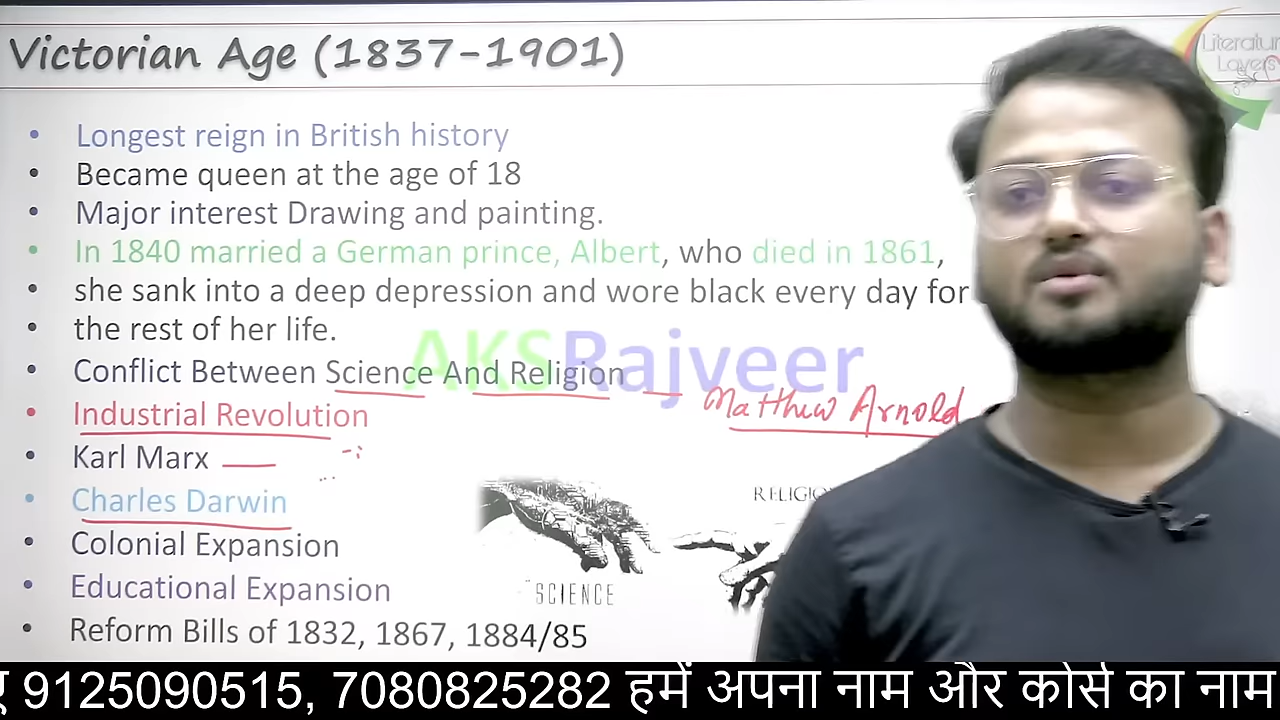 Victorian Age (1837-1901)
Literatur
Lovers
• Longest reign in British history
• Became queen at the age of 18
• Major interest Drawing and painting.
• In 1840 married a German prince, Albert, who died in 1861,
• she sank into a deep depression and wore black every day for
• the rest of her life.
AKSRajveer
• Conflict Between Science And Religion
Matthew Arnold
• Industrial Revolution
• Karl Marx
• Charles Darwin
RELIGIO
• Colonial Expansion
• Educational Expansion
SCIENCE
• Reform Bills of 1832, 1867, 1884/85
9125090515, 7080825282 हमें अपना नाम और कोर्स का नाम